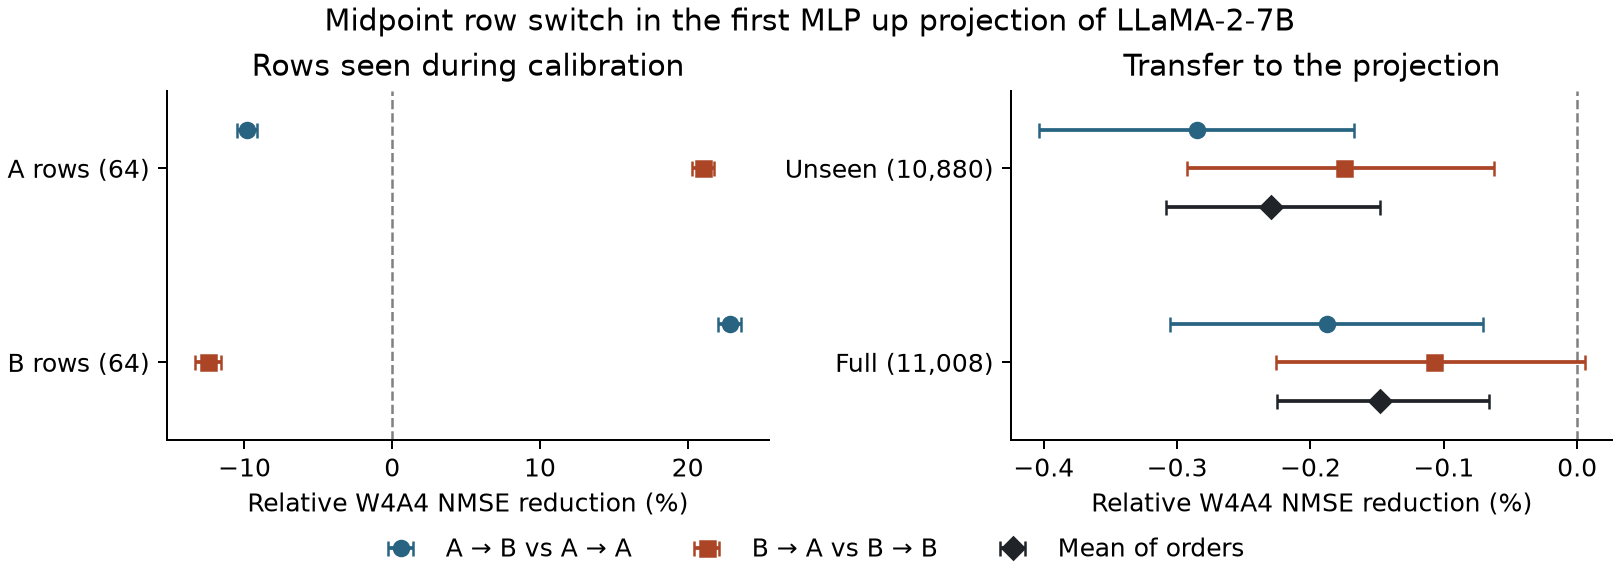 Midpoint row switch in the first MLP up projection of LLaMA-2-7B
Rows seen during calibration
A rows (64)
B rows (64)
−10 0 10 20
Relative W4A4 NMSE reduction (%)
Transfer to the projection
Unseen (10,880)
Full (11,008)
−0.4 −0.3 −0.2 −0.1 0.0
Relative W4A4 NMSE reduction (%)
A → B vs A → A B → A vs B → B Mean of orders